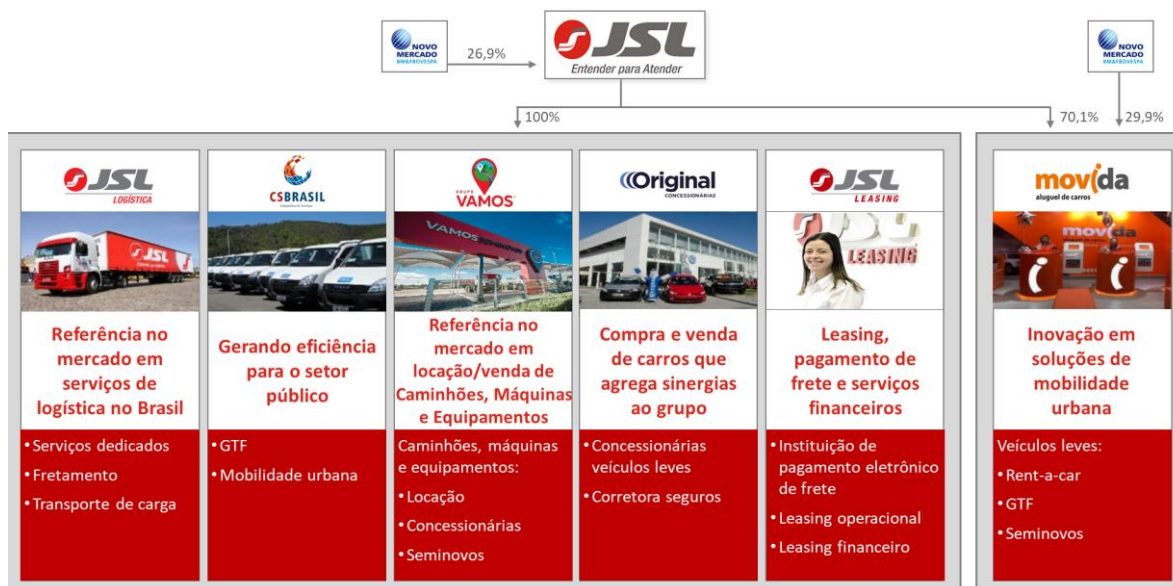 NOVO
MERCADO
BM&FBOVESPA
26,9%
JSL
Entender para Atender
NOVO
MERCADO
BM&FBOVESPA
100%
70,1%
29,9%
JSL
LOGÍSTICA
JSL
Referência no
mercado em
serviços de
logística no Brasil
• Serviços dedicados
• Fretamento
• Transporte de carga
CSBRASIL
Gerando eficiência
para o setor
público
• GTF
• Mobilidade urbana
GRUPO
VAMOS
VAMOS
Referência no
mercado em
locação/venda de
Caminhões, Máquinas
e Equipamentos
Caminhões, máquinas
e equipamentos:
• Locação
• Concessionárias
• Seminovos
Original
CONCESSIONÁRIAS
Compra e venda
de carros que
agrega sinergias
ao grupo
• Concessionárias
veículos leves
• Corretora seguros
JSL
LEASING
LEASING
Leasing,
pagamento de
frete e serviços
financeiros
• Instituição de
pagamento eletrônico
de frete
• Leasing operacional
• Leasing financeiro
movida
aluguel de carros
movida
Inovação em
soluções de
mobilidade
urbana
Veículos leves:
• Rent-a-car
• GTF
• Seminovos